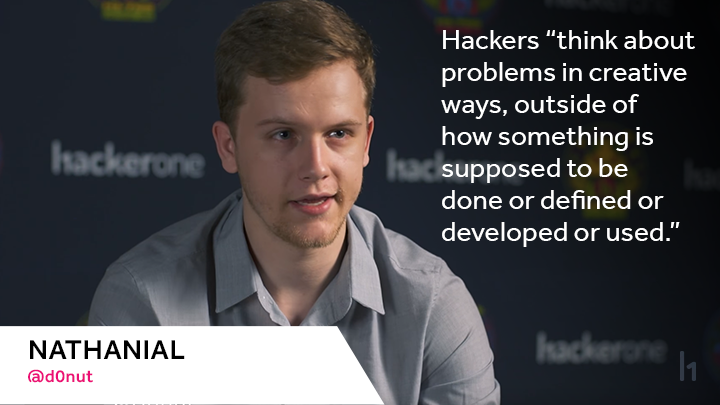 Hackers “think about
problems in creative
ways, outside of
how something is
supposed to be
done or defined or
developed or used.”
hackerone
hackerone
hackerone
NATHANIAL
@d0nut
h1